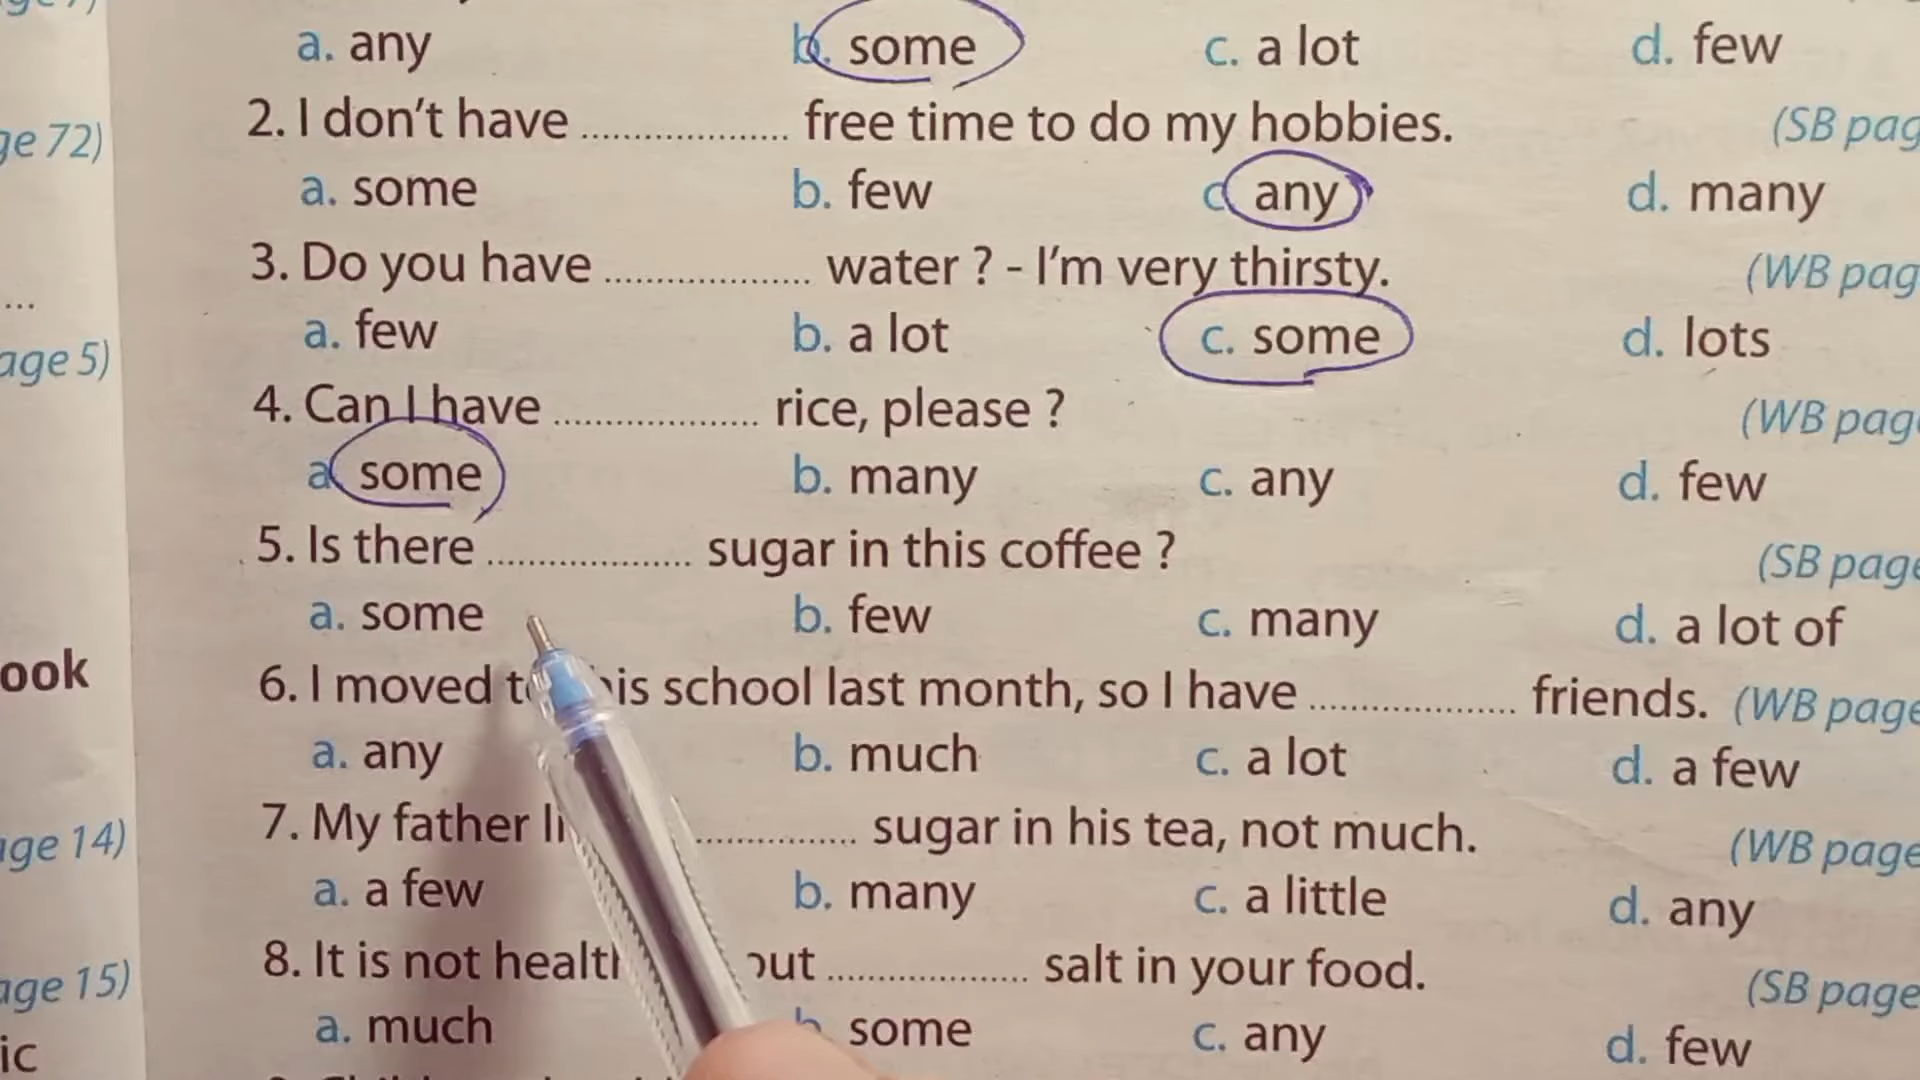 a. any b. some c. a lot d. few
2. I don't have .................. free time to do my hobbies. (SB pag
ge 72)
a. some b. few c. any d. many
3. Do you have .................. water ? - I'm very thirsty. (WB pag
...
a. few b. a lot c. some d. lots
age 5)
4. Can I have .................. rice, please ? (WB pag
a. some b. many c. any d. few
5. Is there .................. sugar in this coffee ? (SB page
a. some b. few c. many d. a lot of
ook
6. I moved t his school last month, so I have .................. friends. (WB page
a. any b. much c. a lot d. a few
7. My father li .............. sugar in his tea, not much. (WB page
age 14)
a. a few b. many c. a little d. any
8. It is not healt out .................. salt in your food. (SB page
age 15)
a. much b. some c. any d. few
ic